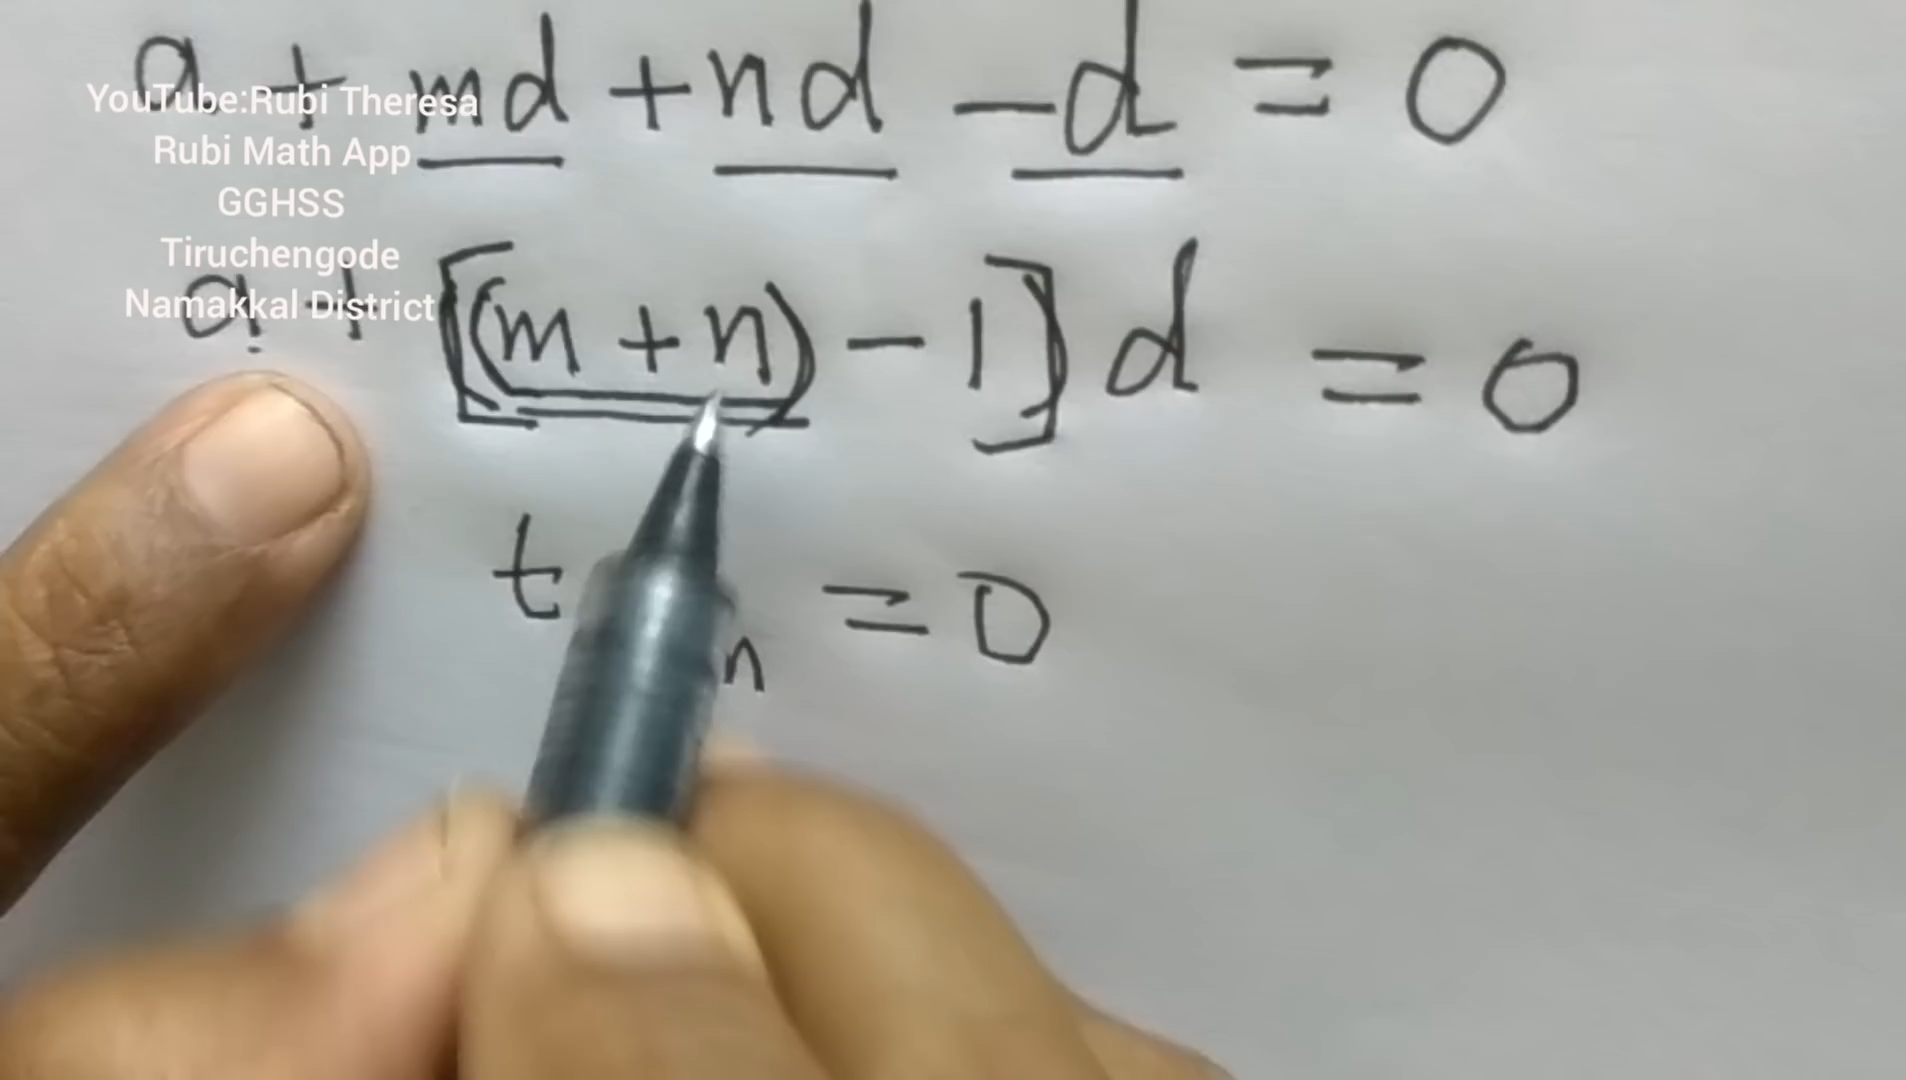 a + md + nd - d = 0
YouTube:Rubi Theresa
Rubi Math App
GGHSS
Tiruchengode
Namakkal District
a + [(m + n) - 1] d = 0
t n = 0